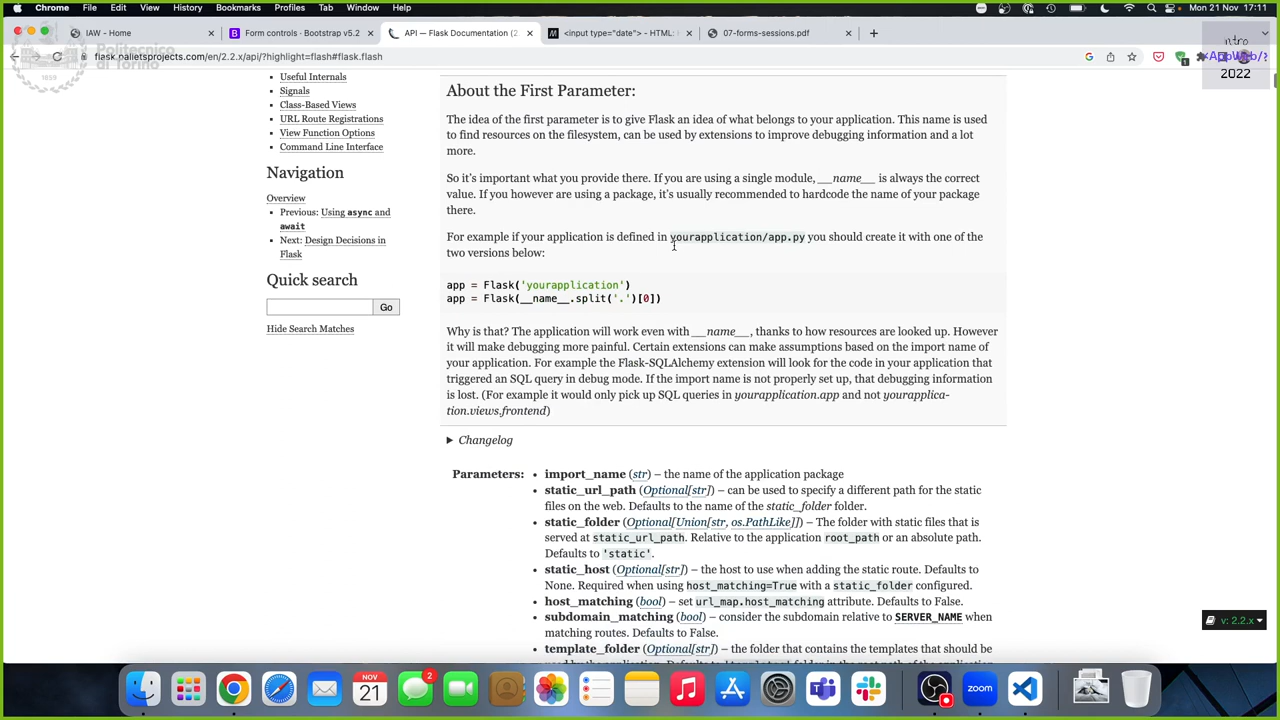 Chrome File Edit View History Bookmarks Profiles Tab Window Help Mon 21 Nov 17:11
IAW - Home
Form controls · Bootstrap v5.2
API — Flask Documentation (2
<input type="date"> - HTML: H
07-forms-sessions.pdf
flask.palletsprojects.com/en/2.2.x/api/?highlight=flash#flask.flash
Politecnico
di Torino
1859
ntro
<AppWeb/>
2022
Useful Internals
Signals
Class-Based Views
URL Route Registrations
View Function Options
Command Line Interface
Navigation
Overview
Previous: Using async and
await
Next: Design Decisions in
Flask
Quick search
Go
Hide Search Matches
About the First Parameter:
The idea of the first parameter is to give Flask an idea of what belongs to your application. This name is used
to find resources on the filesystem, can be used by extensions to improve debugging information and a lot
more.
So it's important what you provide there. If you are using a single module, __name__ is always the correct
value. If you however are using a package, it's usually recommended to hardcode the name of your package
there.
For example if your application is defined in yourapplication/app.py you should create it with one of the
two versions below:
app = Flask('yourapplication')
app = Flask(__name__.split('.')[0])
Why is that? The application will work even with __name__, thanks to how resources are looked up. However
it will make debugging more painful. Certain extensions can make assumptions based on the import name of
your application. For example the Flask-SQLAlchemy extension will look for the code in your application that
triggered an SQL query in debug mode. If the import name is not properly set up, that debugging information
is lost. (For example it would only pick up SQL queries in yourapplication.app and not yourapplica-
tion.views.frontend)
Changelog
Parameters:
import_name (str) – the name of the application package
static_url_path (Optional[str]) – can be used to specify a different path for the static
files on the web. Defaults to the name of the static_folder folder.
static_folder (Optional[Union[str, os.PathLike]]) – The folder with static files that is
served at static_url_path. Relative to the application root_path or an absolute path.
Defaults to 'static'.
static_host (Optional[str]) – the host to use when adding the static route. Defaults to
None. Required when using host_matching=True with a static_folder configured.
host_matching (bool) – set url_map.host_matching attribute. Defaults to False.
subdomain_matching (bool) – consider the subdomain relative to SERVER_NAME when
matching routes. Defaults to False.
template_folder (Optional[str]) – the folder that contains the templates that should be
v: 2.2.x
NOV
21
2
zoom